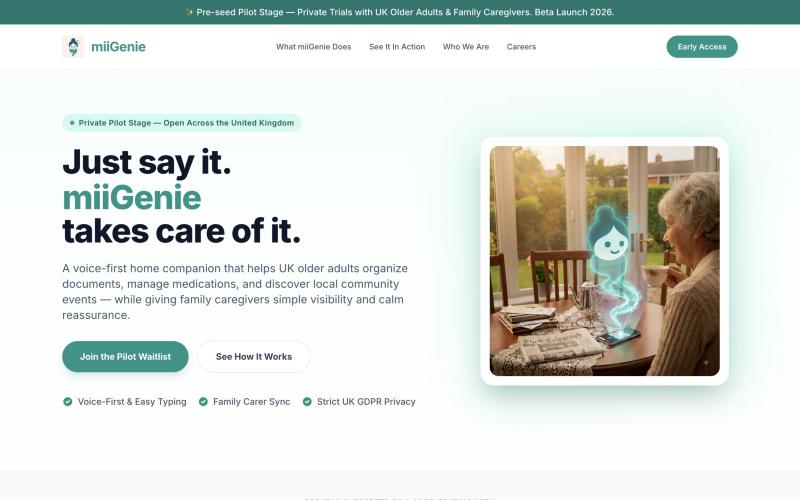 ✨ Pre-seed Pilot Stage — Private Trials with UK Older Adults & Family Caregivers. Beta Launch 2026.
miiGenie
What miiGenie Does
See It In Action
Who We Are
Careers
Early Access
Private Pilot Stage — Open Across the United Kingdom
Just say it.
miiGenie
takes care of it.
A voice-first home companion that helps UK older adults organize
documents, manage medications, and discover local community
events — while giving family caregivers simple visibility and calm
reassurance.
Join the Pilot Waitlist
See How It Works
Voice-First & Easy Typing
Family Carer Sync
Strict UK GDPR Privacy